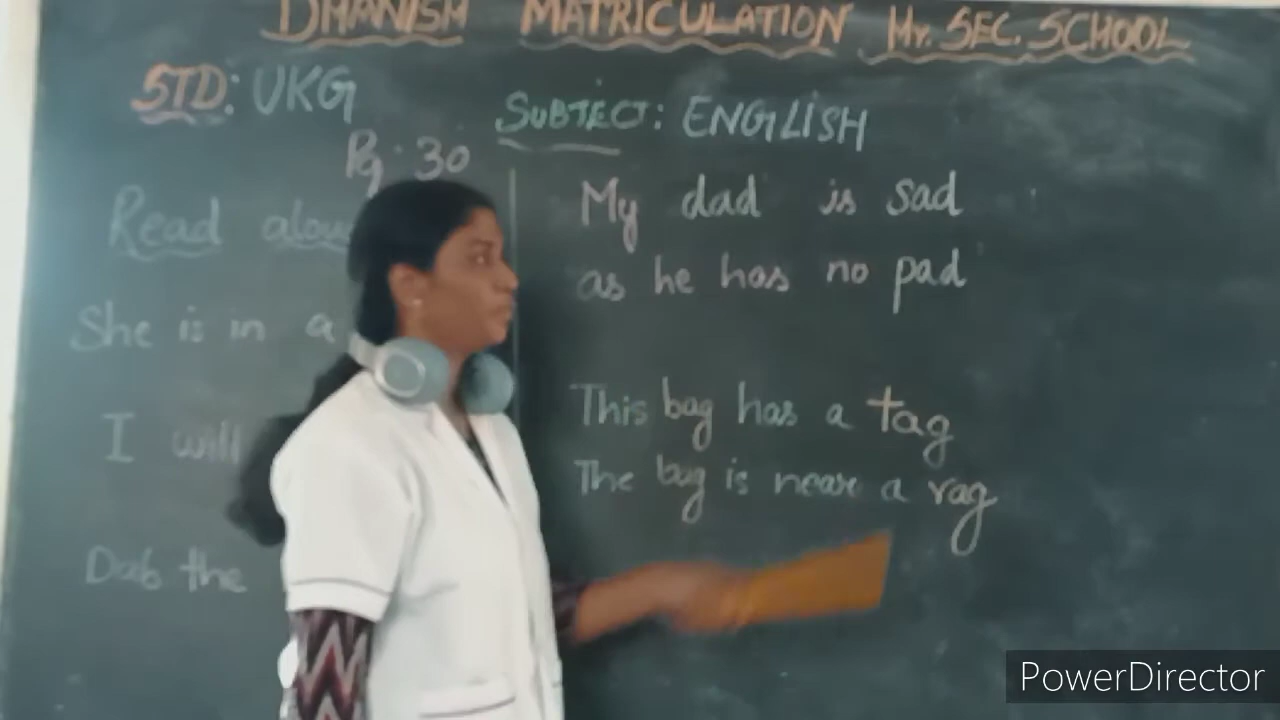 DHANISH MATRICULATION HR. SEC. SCHOOL
STD: UKG
SUBJECT: ENGLISH
Pg: 30
Read
She is in a
I will
Dab the
My dad is sad
as he has no pad
This bag has a tag
The bag is near a rag
PowerDirector